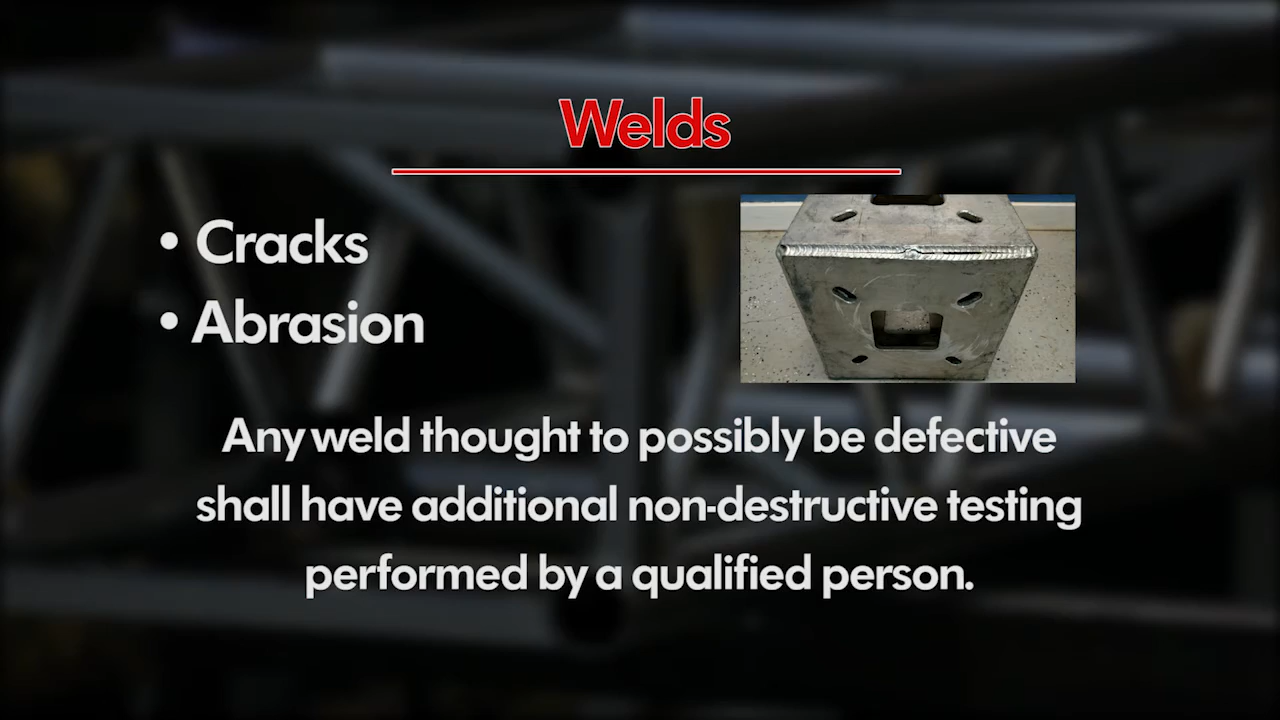 Welds
• Cracks
• Abrasion
Any weld thought to possibly be defective
shall have additional non-destructive testing
performed by a qualified person.